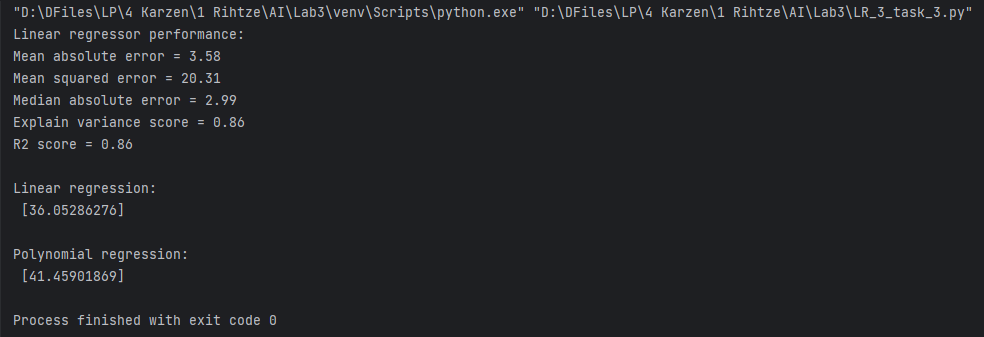 "D:\DFiles\LP\4 Karzen\1 Rihtze\AI\Lab3\venv\Scripts\python.exe" "D:\DFiles\LP\4 Karzen\1 Rihtze\AI\Lab3\LR_3_task_3.py"
Linear regressor performance:
Mean absolute error = 3.58
Mean squared error = 20.31
Median absolute error = 2.99
Explain variance score = 0.86
R2 score = 0.86
Linear regression:
[36.05286276]
Polynomial regression:
[41.45901869]
Process finished with exit code 0